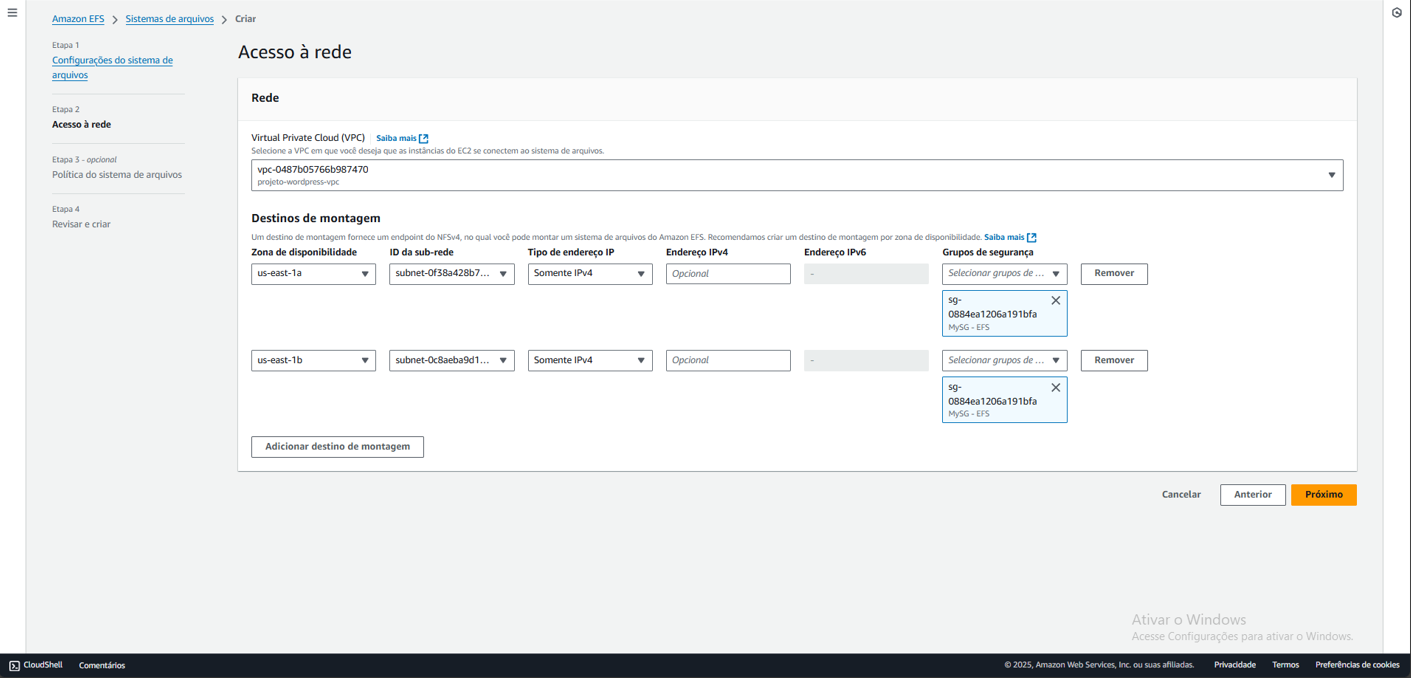 Amazon EFS > Sistemas de arquivos > Criar
Etapa 1
Configurações do sistema de
arquivos
Etapa 2
Acesso à rede
Etapa 3 - opcional
Política do sistema de arquivos
Etapa 4
Revisar e criar
Acesso à rede
Rede
Virtual Private Cloud (VPC) Saiba mais
Selecione a VPC em que você deseja que as instâncias do EC2 se conectem ao sistema de arquivos.
vpc-0487b05766b987470
projeto-wordpress-vpc
Destinos de montagem
Um destino de montagem fornece um endpoint do NFSv4, no qual você pode montar um sistema de arquivos do Amazon EFS. Recomendamos criar um destino de montagem por zona de disponibilidade. Saiba mais
Zona de disponibilidade ID da sub-rede Tipo de endereço IP Endereço IPv4 Endereço IPv6 Grupos de segurança
us-east-1a subnet-0f38a428b7... Somente IPv4 Opcional - Selecionar grupos de ... Remover
sg-
0884ea1206a191bfa
MySG - EFS
us-east-1b subnet-0c8aeba9d1... Somente IPv4 Opcional - Selecionar grupos de ... Remover
sg-
0884ea1206a191bfa
MySG - EFS
Adicionar destino de montagem
Cancelar Anterior Próximo
Ativar o Windows
Acesse Configurações para ativar o Windows.
CloudShell Comentários © 2025, Amazon Web Services, Inc. ou suas afiliadas. Privacidade Termos Preferências de cookies